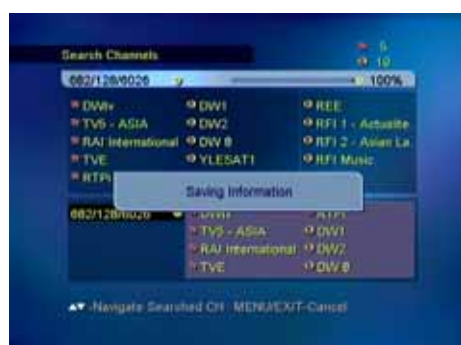 Search Channels
5
10
682/128/6026 100%
DWtv DW1 REE
TV5 - ASIA DW2 RFI 1 - Actualite
RAI International DW 8 RFI 2 - Asian La
TVE YLESAT1 RFI Music
RTPi
Saving Information
682/128/6026 DWtv RTPi
TV5 - ASIA DW1
RAI International DW2
TVE DW 8
-Navigate Searched CH MENU/EXIT-Cancel